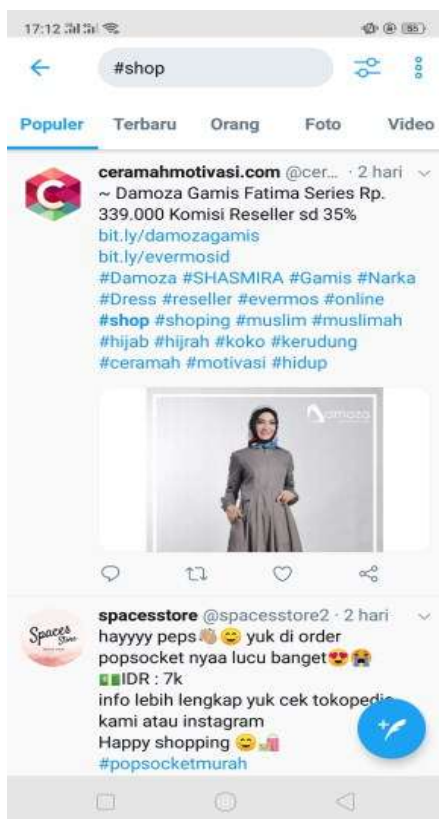 17:12
55
#shop
Populer Terbaru Orang Foto Video
ceramahmotivasi.com @cer... · 2 hari
~ Damoza Gamis Fatima Series Rp.
339.000 Komisi Reseller sd 35%
bit.ly/damozagamis
bit.ly/evermosid
#Damoza #SHASMIRA #Gamis #Narka
#Dress #reseller #evermos #online
#shop #shoping #muslim #muslimah
#hijab #hijrah #koko #kerudung
#ceramah #motivasi #hidup
damoza
Spaces
Store
spacesstore @spacesstore2 · 2 hari
hayyyy peps👋🏼😊 yuk di order
popsocket nyaa lucu banget😍😭
💵IDR : 7k
info lebih lengkap yuk cek tokopedia
kami atau instagram
Happy shopping 😊🛍️
#popsocketmurah